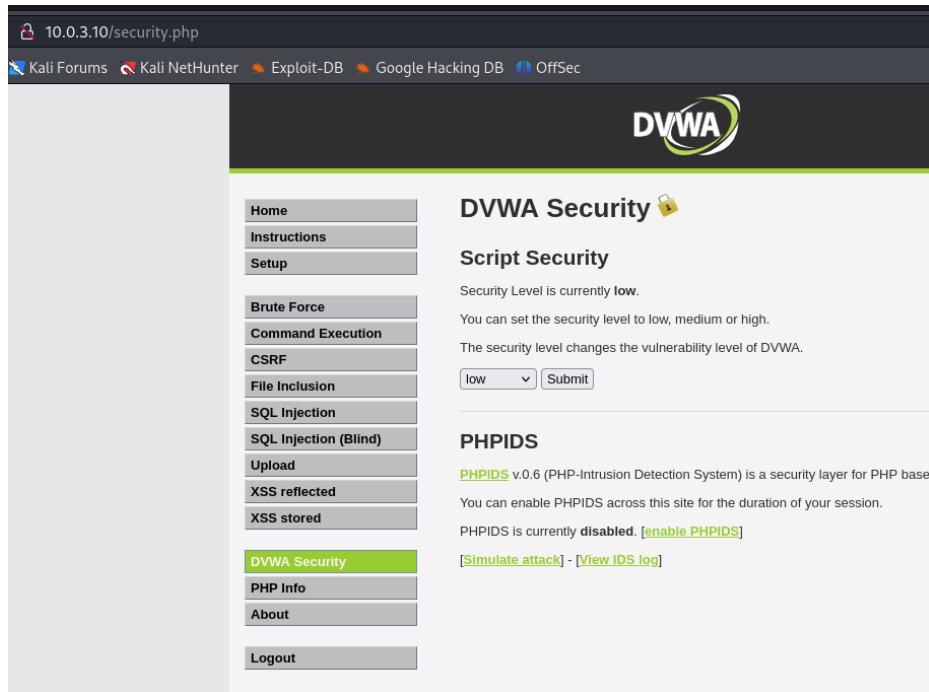 10.0.3.10/security.php
Kali Forums Kali NetHunter Exploit-DB Google Hacking DB OffSec
DVWA
Home
Instructions
Setup
Brute Force
Command Execution
CSRF
File Inclusion
SQL Injection
SQL Injection (Blind)
Upload
XSS reflected
XSS stored
DVWA Security
PHP Info
About
Logout
DVWA Security
Script Security
Security Level is currently low.
You can set the security level to low, medium or high.
The security level changes the vulnerability level of DVWA.
low Submit
PHPIDS
PHPIDS v.0.6 (PHP-Intrusion Detection System) is a security layer for PHP base
You can enable PHPIDS across this site for the duration of your session.
PHPIDS is currently disabled. [enable PHPIDS]
[Simulate attack] - [View IDS log]